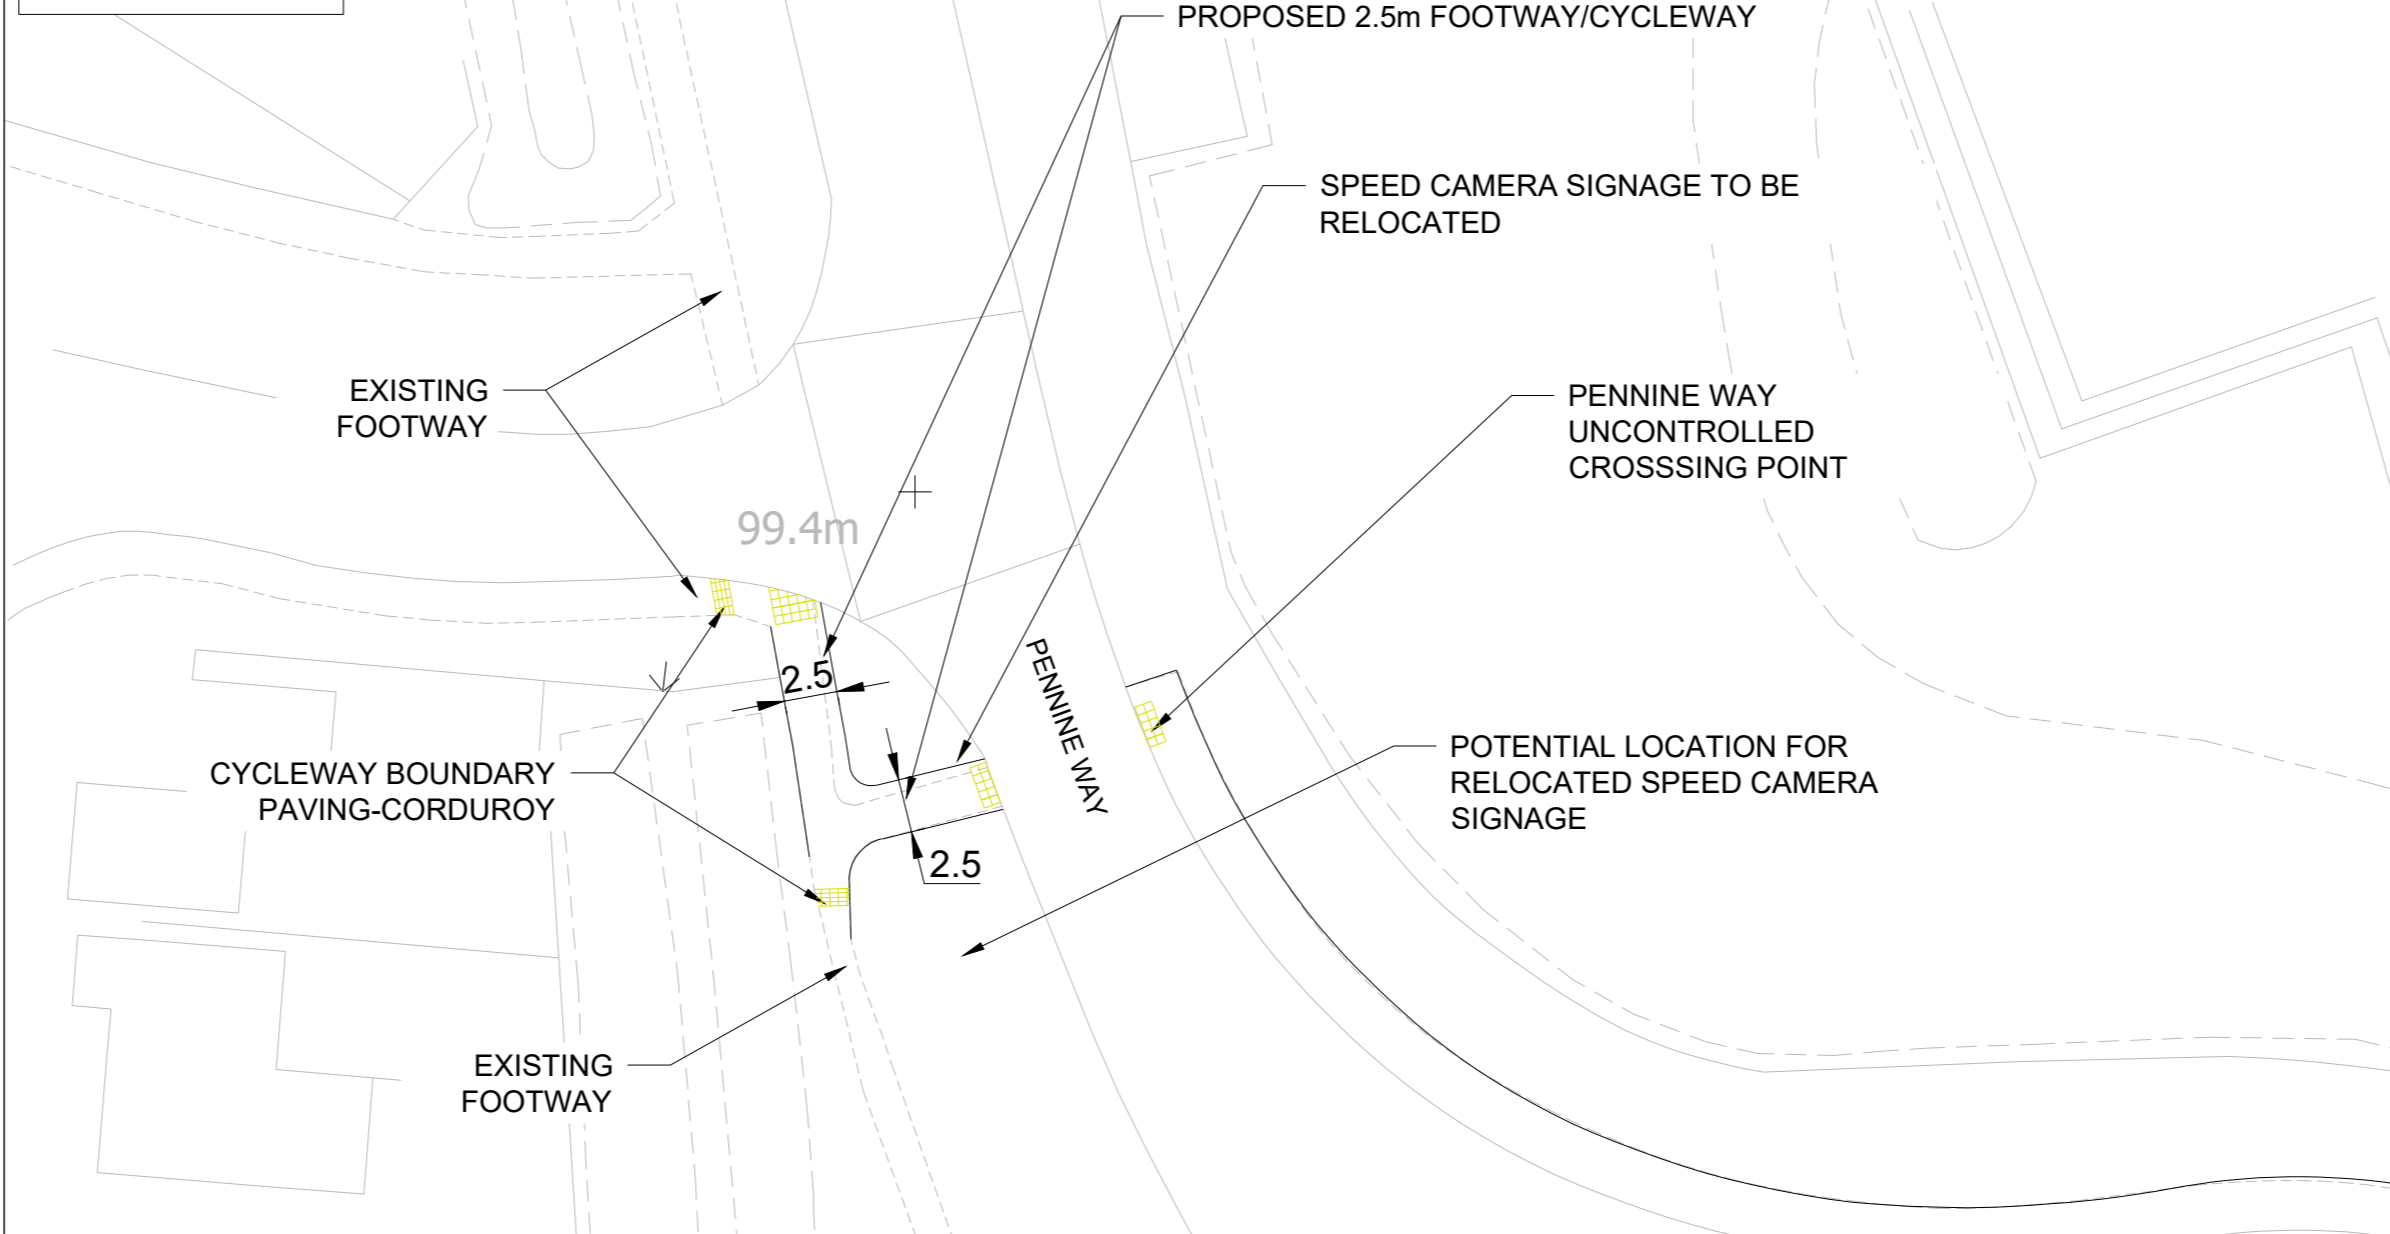 PROPOSED 2.5m FOOTWAY/CYCLEWAY
SPEED CAMERA SIGNAGE TO BE
RELOCATED
EXISTING
FOOTWAY
PENNINE WAY
UNCONTROLLED
CROSSSING POINT
99.4m
2.5
PENNINE WAY
CYCLEWAY BOUNDARY
PAVING-CORDUROY
POTENTIAL LOCATION FOR
RELOCATED SPEED CAMERA
SIGNAGE
2.5
EXISTING
FOOTWAY